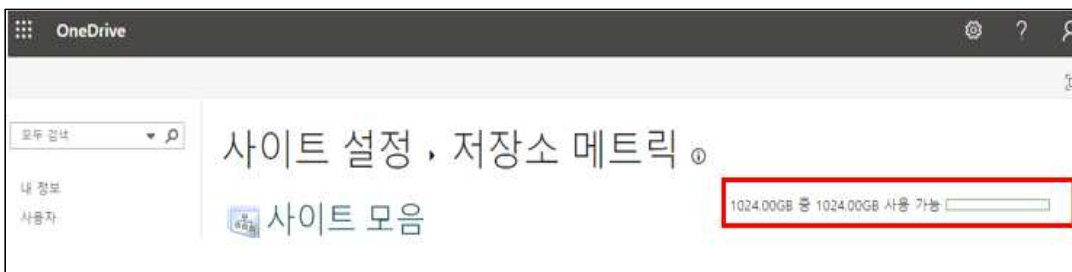 OneDrive
?
모두 검색
사이트 설정 › 저장소 메트릭
내 정보
사용자
사이트 모음
1024.00GB 중 1024.00GB 사용 가능